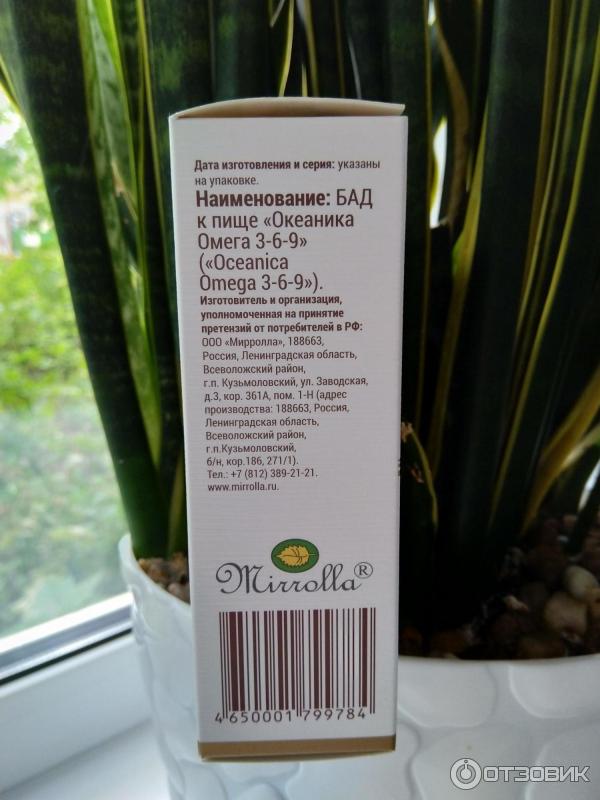 Дата изготовления и серия: указаны
на упаковке.
Наименование: БАД
к пище «Океаника
Омега 3-6-9»
(«Oceanica
Omega 3-6-9»).
Изготовитель и организация,
уполномоченная на принятие
претензий от потребителей в РФ:
ООО «Мирролла», 188663,
Россия, Ленинградская область,
Всеволожский район,
г.п. Кузьмоловский, ул. Заводская,
д.3, кор. 361А, пом. 1-Н (адрес
производства: 188663, Россия,
Ленинградская область,
Всеволожский район,
г.п.Кузьмоловский,
б/н, кор.186, 271/1).
Тел.: +7 (812) 389-21-21.
www.mirrolla.ru.
Mirrolla®
4 650001 799784
ОТЗОВИК